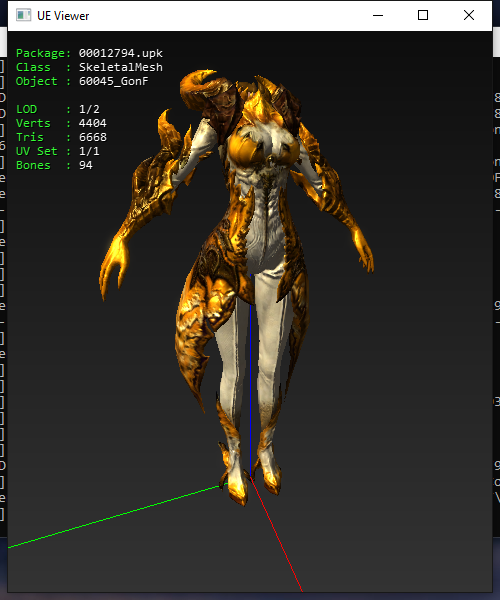 UE Viewer
Package: 00012794.upk
Class  : SkeletalMesh
Object : 60045_GonF
LOD    : 1/2
Verts  : 4404
Tris   : 6668
UV Set : 1/1
Bones  : 94